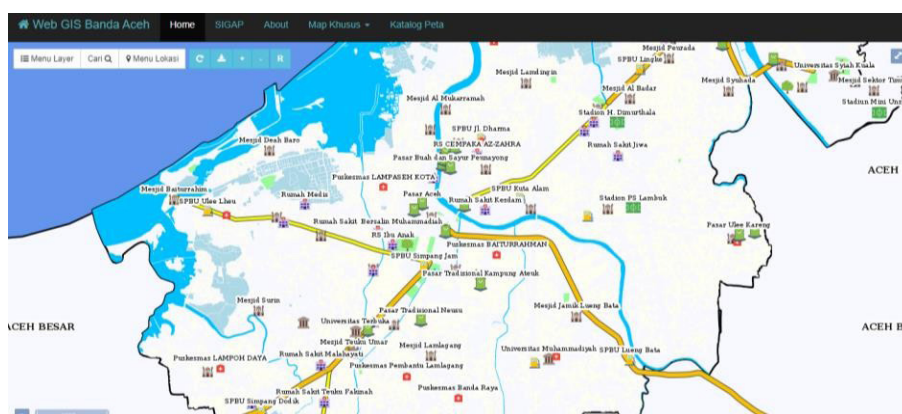 Web GIS Banda Aceh Home SIGAP About Map Khusus Katalog Peta
Menu Layer Cari Menu Lokasi C + - R
Mesjid Peurada
SPBU Lingke
Mesjid Lamdingin
Universitas Syiah Kuala
Mesjid Syuhada
Mesjid Sektor Tim
Mesjid Al Badar
Mesjid Al Mukarramah
Stadiun Mini Uns
Stadion H. Dimurthala
SPBU Jl. Dharma
Mesjid Deah Baro
RS CEMPAKA AZ-ZAHRA
Rumah Sakit Jiwa
Pasar Buah dan Sayur Peunayong
ACEH
Puskesmas LAMPASEH KOTA
Mesjid Baiturrahim
SPBU Kuta Alam
Rumah Medis
Pasar Aceh
SPBU Ulee Lheu
Rumah Sakit Kesdam
Stadion PS Lambuk
Rumah Sakit Bersalin Muhammadiah
Pasar Ulee Kareng
RS Ibu Anak
Puskesmas BAITURRAHMAN
SPBU Simpang Jam
Pasar Tradisional Kampung Ateuk
Mesjid Surin
Mesjid Jamik Lueng Bata
Pasar Tradisional Neusu
Universitas Terbuka
ACEH BESAR
ACEH B
Mesjid Teuku Umar
Mesjid Lamlagang
Universitas Muhammadiyah
SPBU Lueng Bata
Puskesmas LAMPOH DAYA
Rumah Sakit Malahayati
Puskesmas Pembantu Lamlagang
Puskesmas Banda Raya
Rumah Sakit Teuku Fakinah
SPBU Simpang Dodik